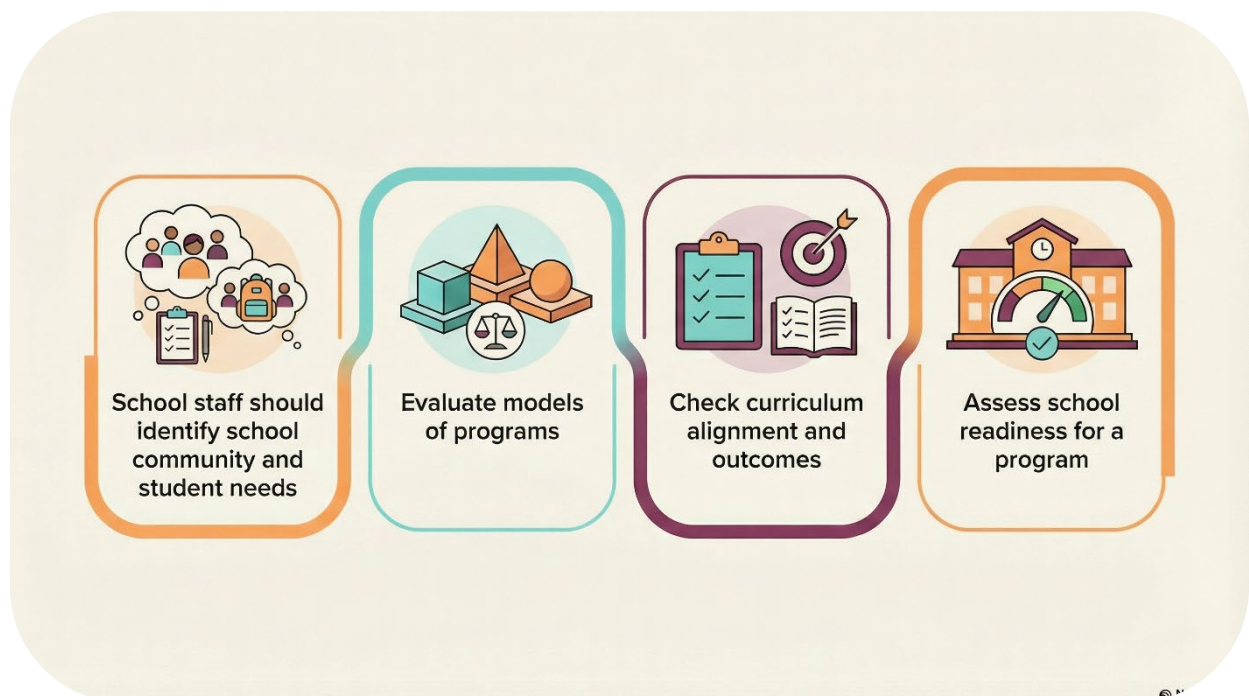 School staff should
identify school
community and
student needs
Evaluate models
of programs
Check curriculum
alignment and
outcomes
Assess school
readiness for a
program